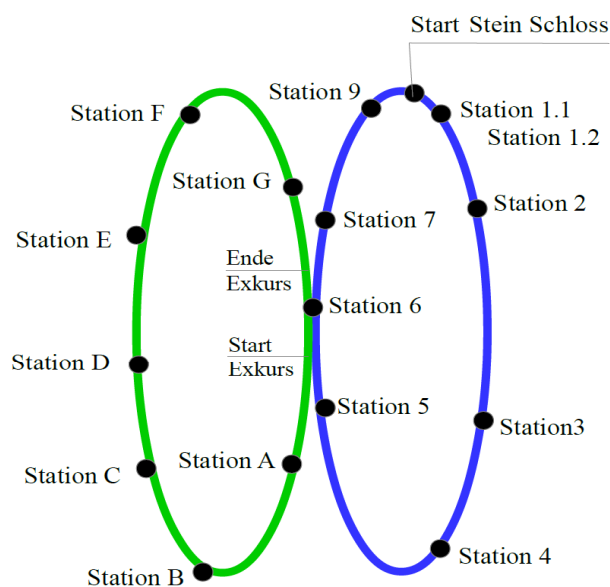 Start Stein Schloss
Station 9
Station 1.1
Station 1.2
Station F
Station G
Station 2
Station 7
Station E
Ende
Exkurs
Station 6
Start
Exkurs
Station D
Station 5
Station3
Station A
Station C
Station 4
Station B